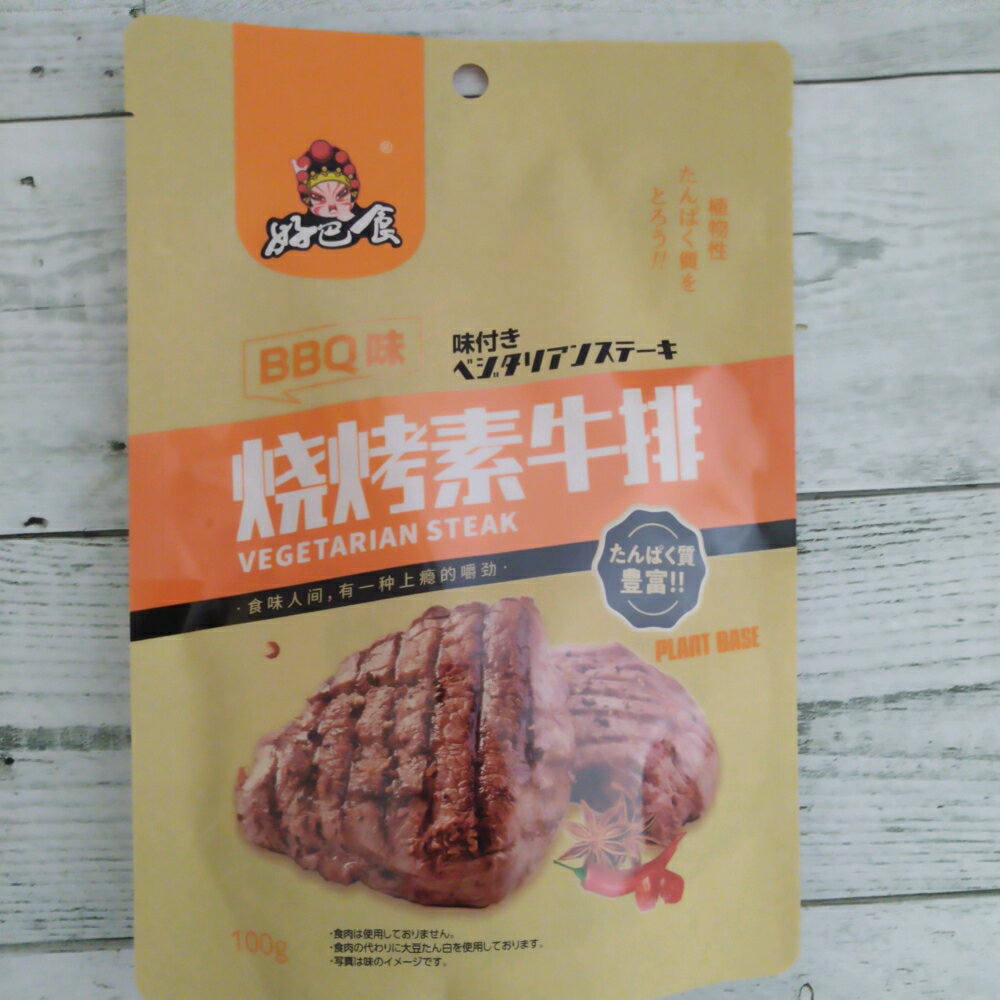 ®
好巴食
植物性
たんぱく質を
とろう!!
BBQ味
味付き
ベジタリアンステーキ
烧烤素牛排
VEGETARIAN STEAK
·食味人间,有一种上瘾的嚼劲·
たんぱく質
豊富!!
PLANT BASE
100g
・食肉は使用しておりません。
・食肉の代わりに大豆たん白を使用しております。
・写真は味のイメージです。